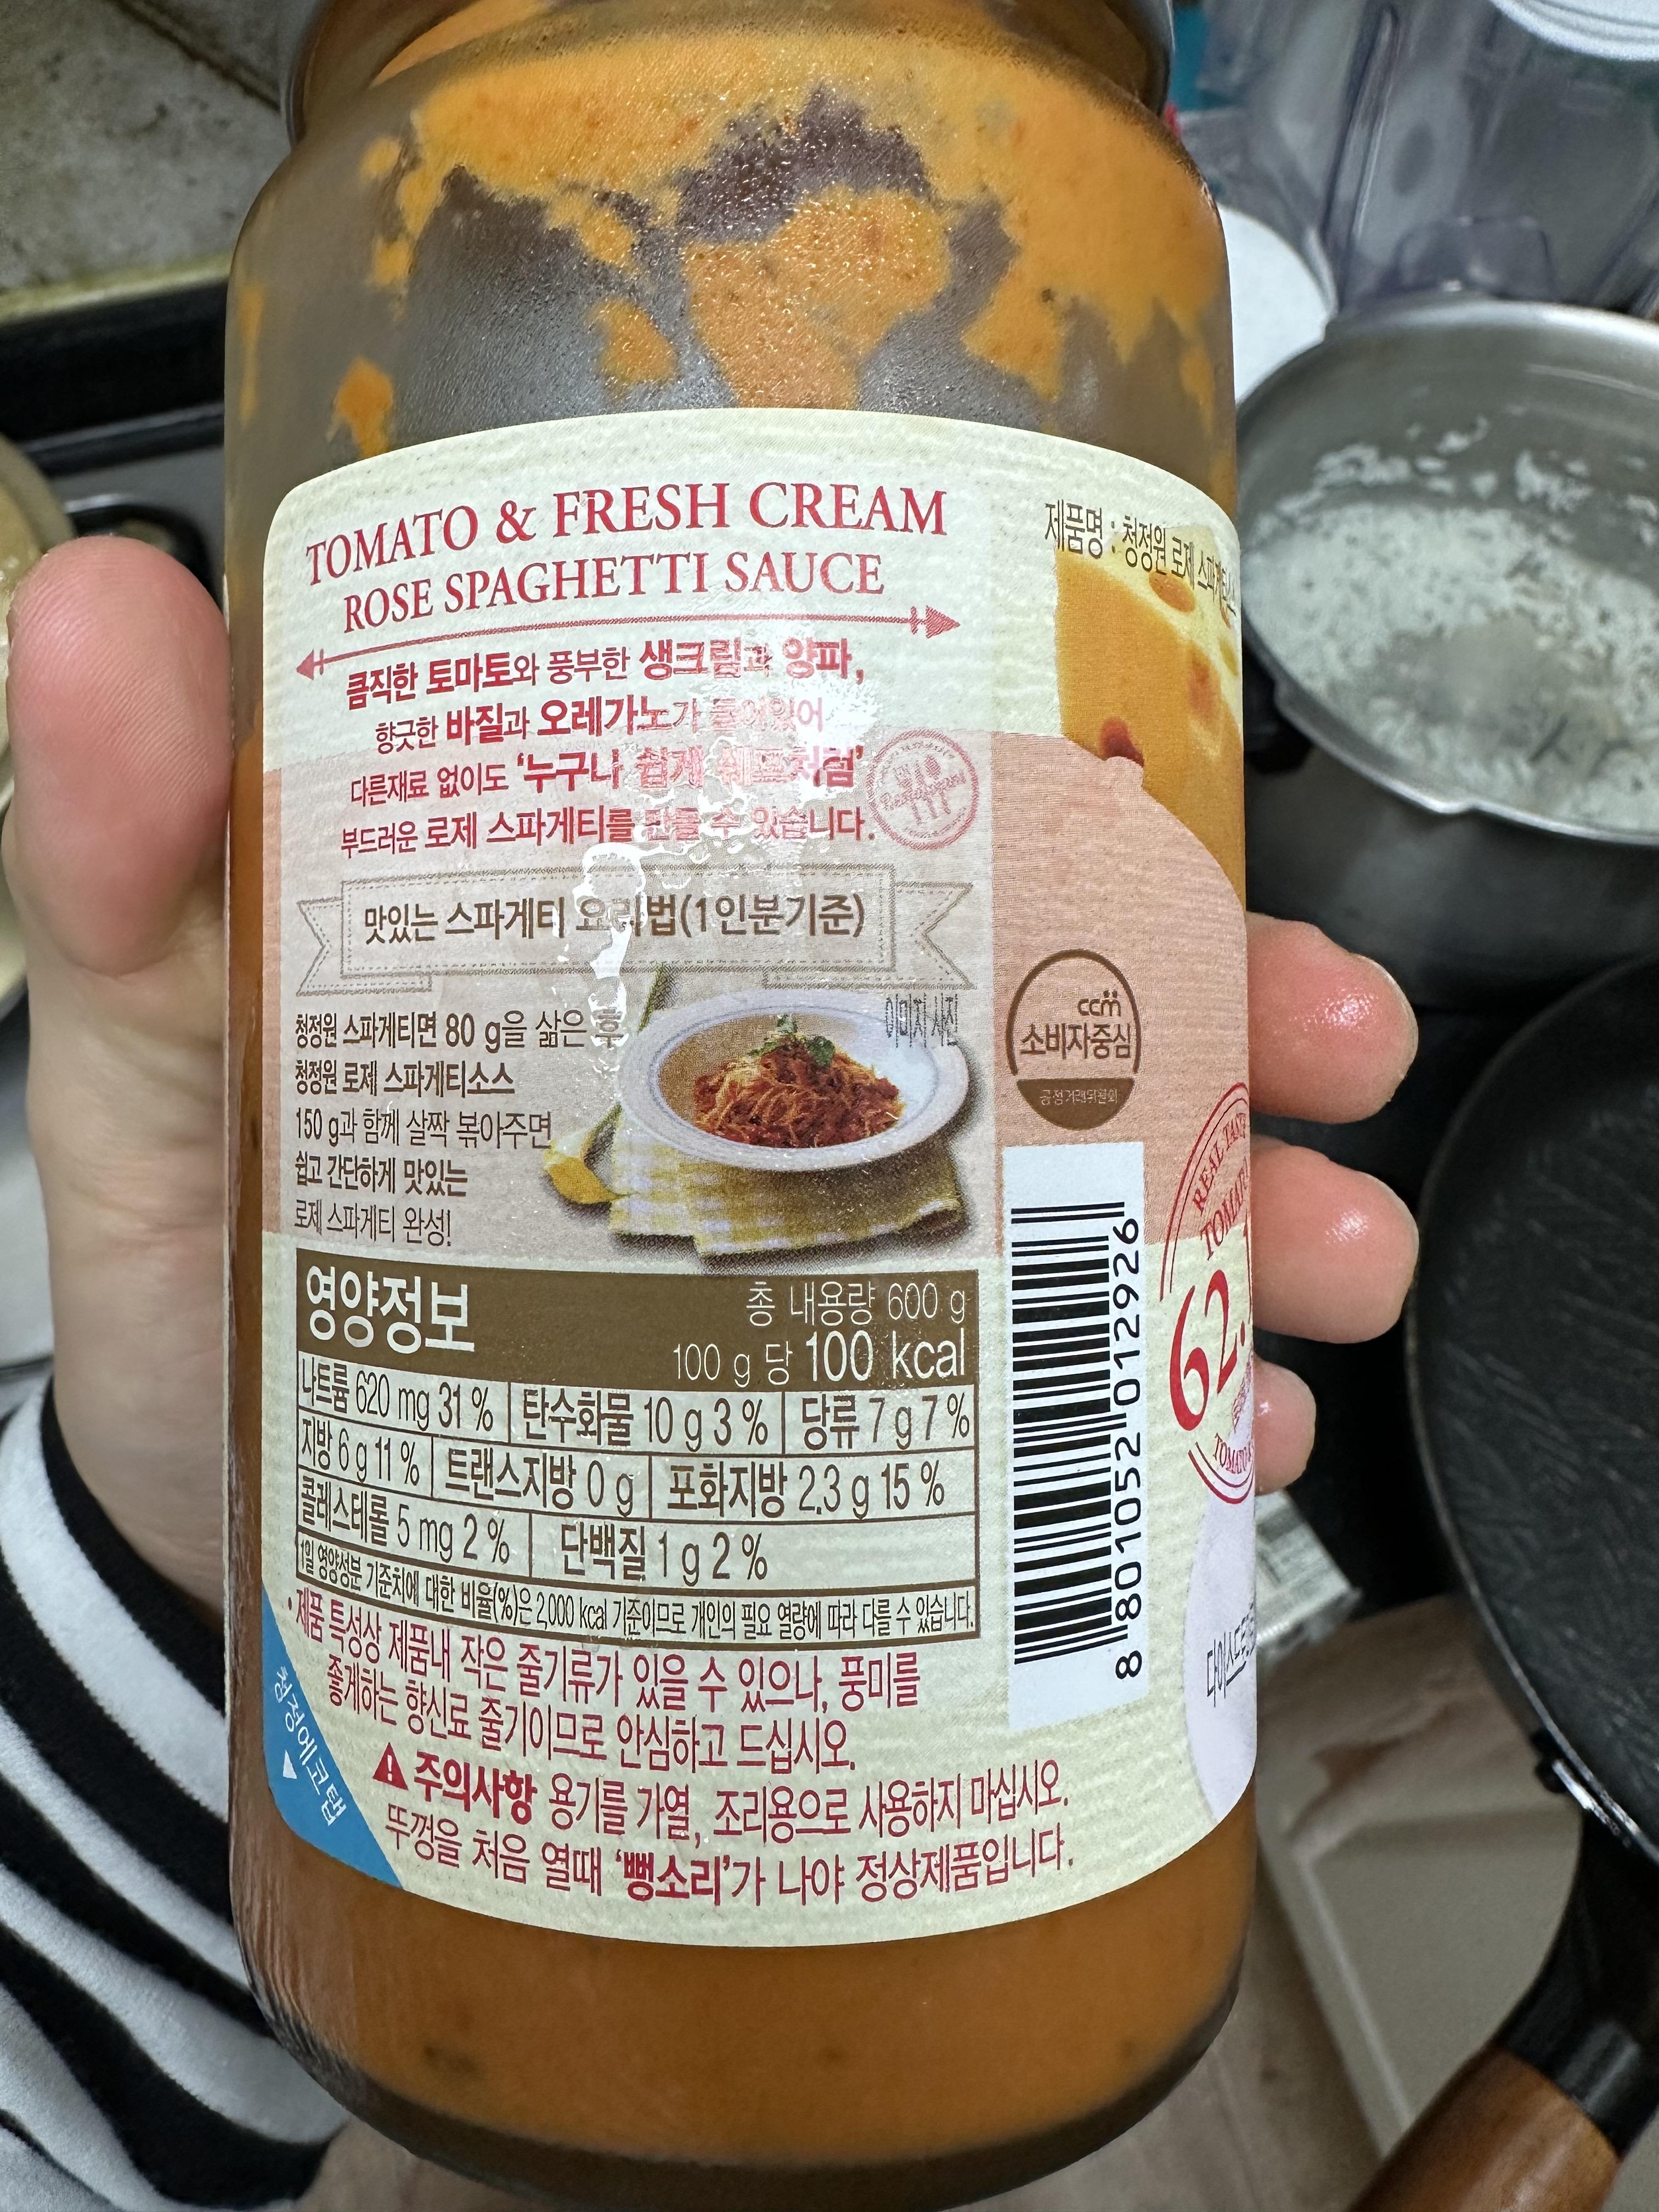 TOMATO & FRESH CREAM
ROSE SPAGHETTI SAUCE
큼직한 토마토와 풍부한 생크림과 양파,
향긋한 바질과 오레가노가 들어있어
다른재료 없이도 '누구나 쉽게 쉐프처럼'
부드러운 로제 스파게티를 만들 수 있습니다.
맛있는 스파게티 요리법(1인분기준)
이미지 사진
청정원 스파게티면 80 g을 삶은 후
청정원 로제 스파게티소스
150 g과 함께 살짝 볶아주면
쉽고 간단하게 맛있는
로제 스파게티 완성!
영양정보
총 내용량 600 g
100 g 당 100 kcal
나트륨 620 mg 31 % 탄수화물 10 g 3 % 당류 7 g 7 %
지방 6 g 11 % 트랜스지방 0 g 포화지방 2.3 g 15 %
콜레스테롤 5 mg 2 % 단백질 1 g 2 %
1일 영양성분 기준치에 대한 비율(%)은 2,000 kcal 기준이므로 개인의 필요 열량에 따라 다를 수 있습니다.
• 제품 특성상 제품내 작은 줄기류가 있을 수 있으나, 풍미를
좋게하는 향신료 줄기이므로 안심하고 드십시오.
주의사항 용기를 가열, 조리용으로 사용하지 마십시오.
뚜껑을 처음 열때 '뻥소리'가 나야 정상제품입니다.
청정에코탭
제품명 : 청정원 로제 스파게티소스
ccm
소비자중심
공정거래위원회
8 801052 012926
REAL
TOMATO
62.
TOMATO